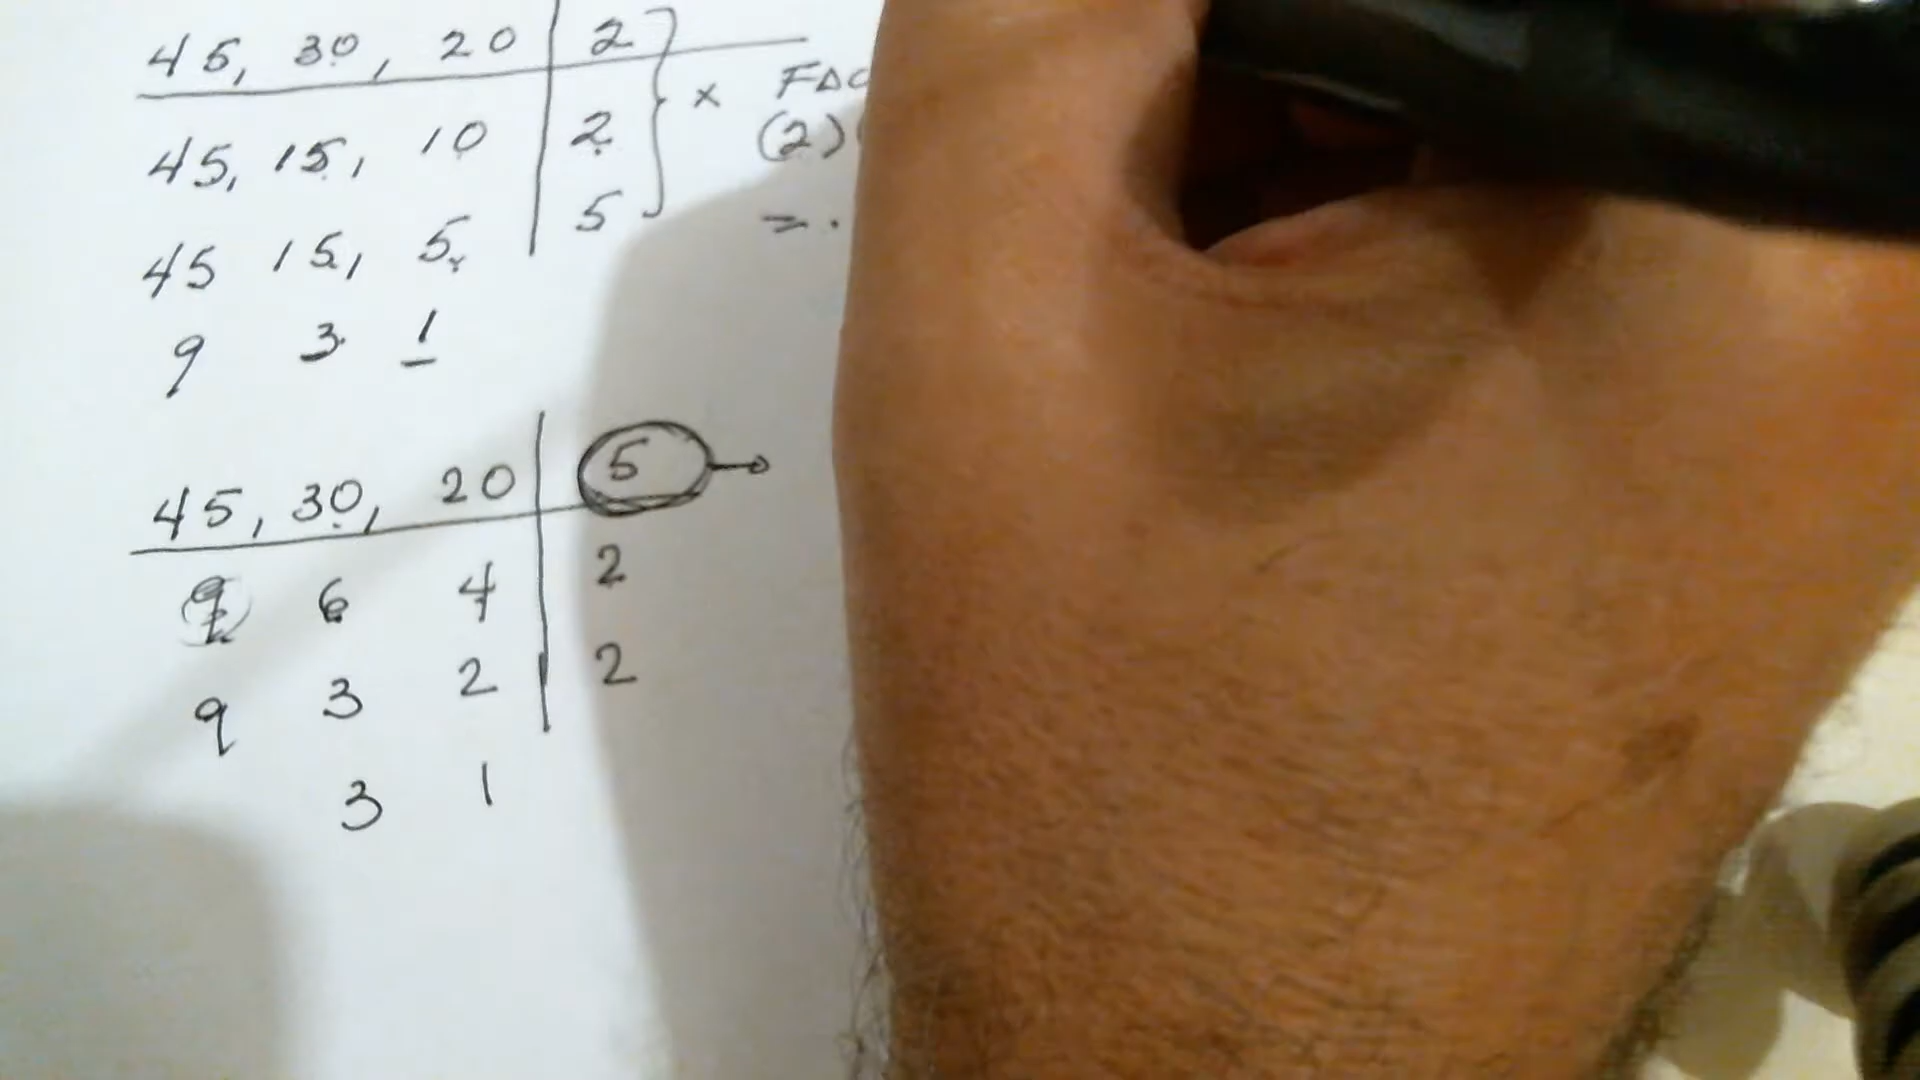 45, 30, 20 | 2
45, 15, 10 | 2 } x
FAC
(2)(
45 15, 5 | 5
= .
9 3 1
45, 30, 20 | 5 →
9 6 4 | 2
9 3 2 | 2
3 1